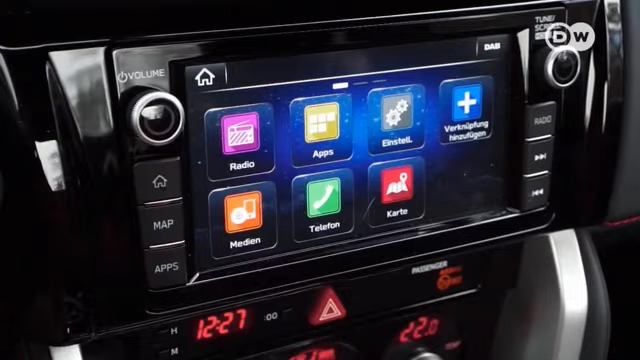 TUNE/
DW
VOLUME
DAB
Radio
Apps
Einstell.
Verknüpfung
hinzufügen
RADIO
Medien
Telefon
Karte
MAP
APPS
PASSENGER
H
12:27
:00
22.0
M
TEMP